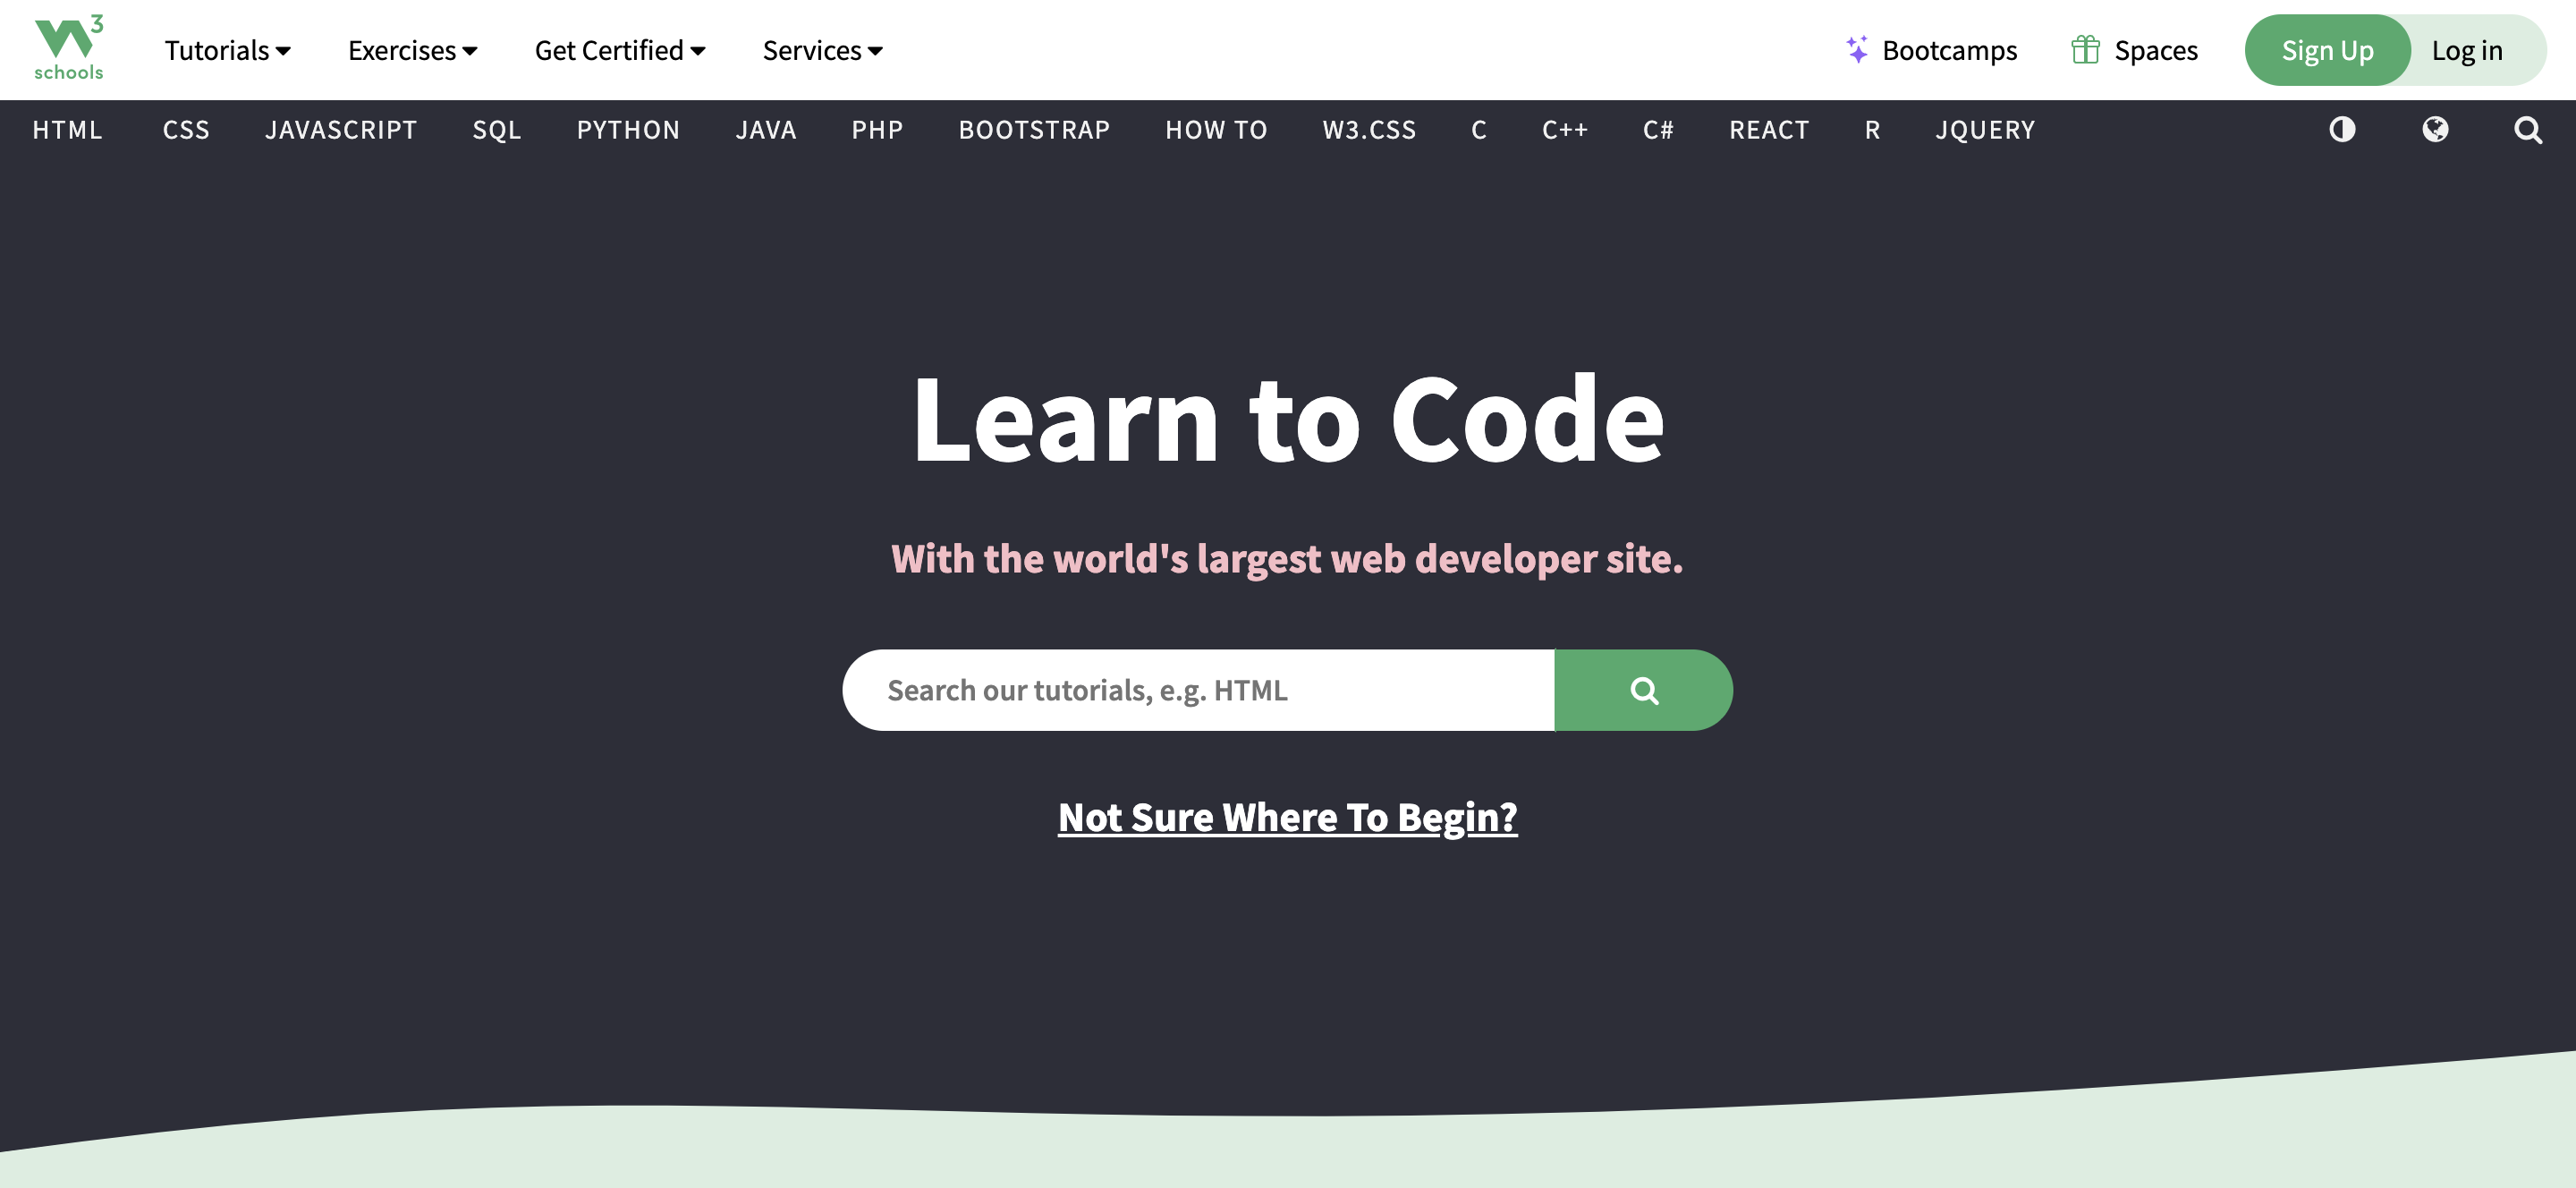 W3 schools Tutorials Exercises Get Certified Services Bootcamps Spaces Sign Up Log in
HTML CSS JAVASCRIPT SQL PYTHON JAVA PHP BOOTSTRAP HOW TO W3.CSS C C++ C# REACT R JQUERY
Learn to Code
With the world's largest web developer site.
Search our tutorials, e.g. HTML
Not Sure Where To Begin?